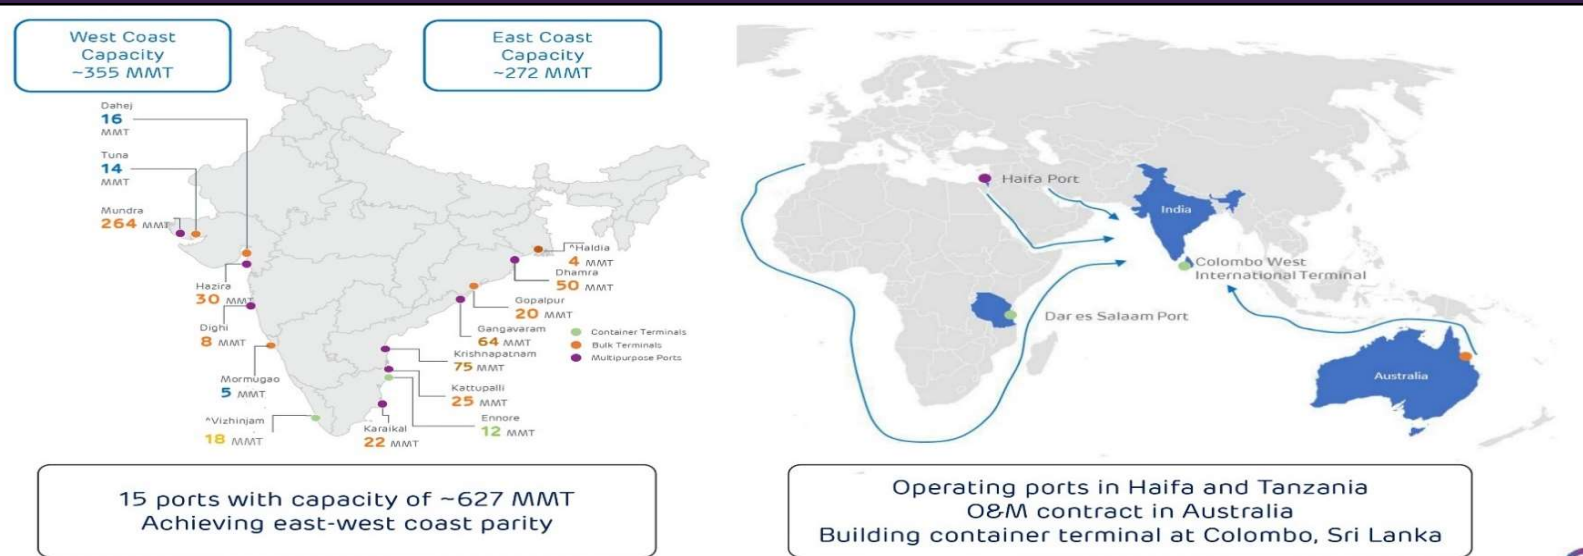 West Coast
Capacity
~355 MMT
East Coast
Capacity
~272 MMT
Dahej
16
MMT
Tuna
14
MMT
Mundra
264 MMT
Hazira
30 MMT
Dighi
8 MMT
Mormugao
5 MMT
^Vizhinjam
18 MMT
^Haldia
4 MMT
Dhamra
50 MMT
Gopalpur
20 MMT
Gangavaram
64 MMT
Krishnapatnam
75 MMT
Kattupalli
25 MMT
Ennore
12 MMT
Karaikal
22 MMT
Container Terminals
Bulk Terminals
Multipurpose Ports
15 ports with capacity of ~627 MMT
Achieving east-west coast parity
Haifa Port
India
Colombo West
International Terminal
Dar es Salaam Port
Australia
Operating ports in Haifa and Tanzania
O&M contract in Australia
Building container terminal at Colombo, Sri Lanka